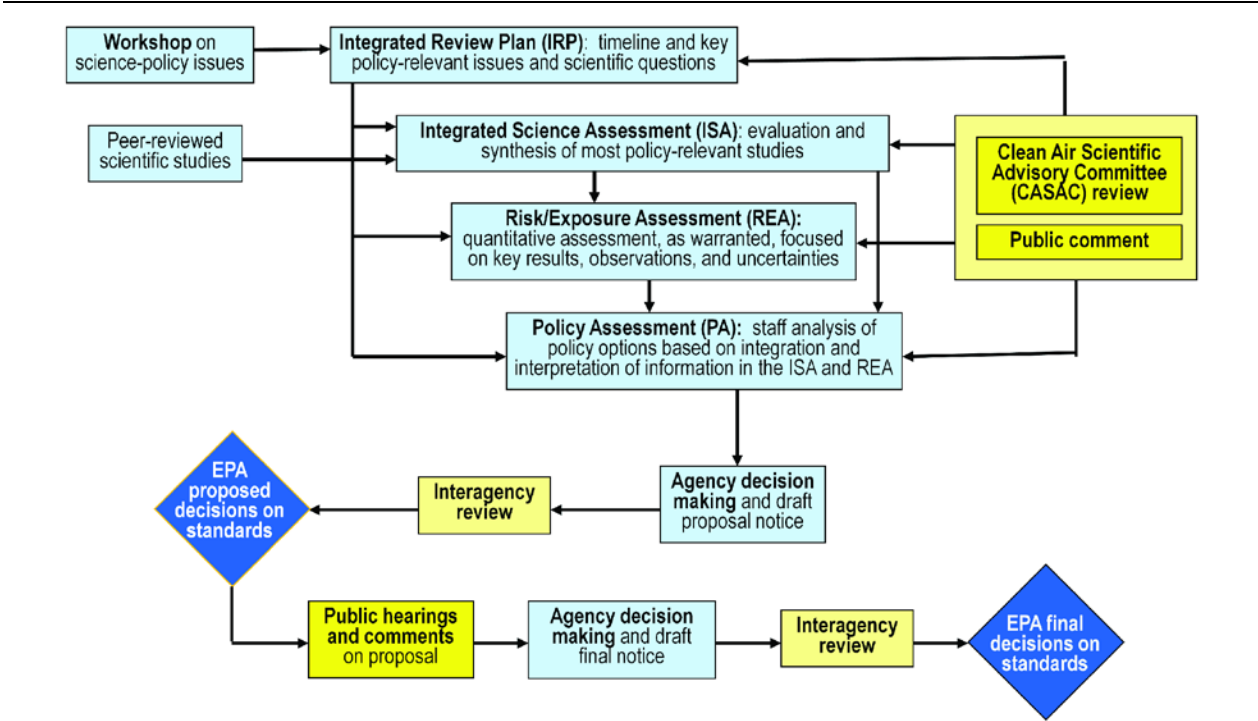 Workshop on
science-policy issues
Integrated Review Plan (IRP): timeline and key
policy-relevant issues and scientific questions
Peer-reviewed
scientific studies
Integrated Science Assessment (ISA): evaluation and
synthesis of most policy-relevant studies
Clean Air Scientific
Advisory Committee
(CASAC) review
Public comment
Risk/Exposure Assessment (REA):
quantitative assessment, as warranted, focused
on key results, observations, and uncertainties
Policy Assessment (PA): staff analysis of
policy options based on integration and
interpretation of information in the ISA and REA
Agency decision
making and draft
proposal notice
Interagency
review
EPA
proposed
decisions on
standards
Public hearings
and comments
on proposal
Agency decision
making and draft
final notice
Interagency
review
EPA final
decisions on
standards